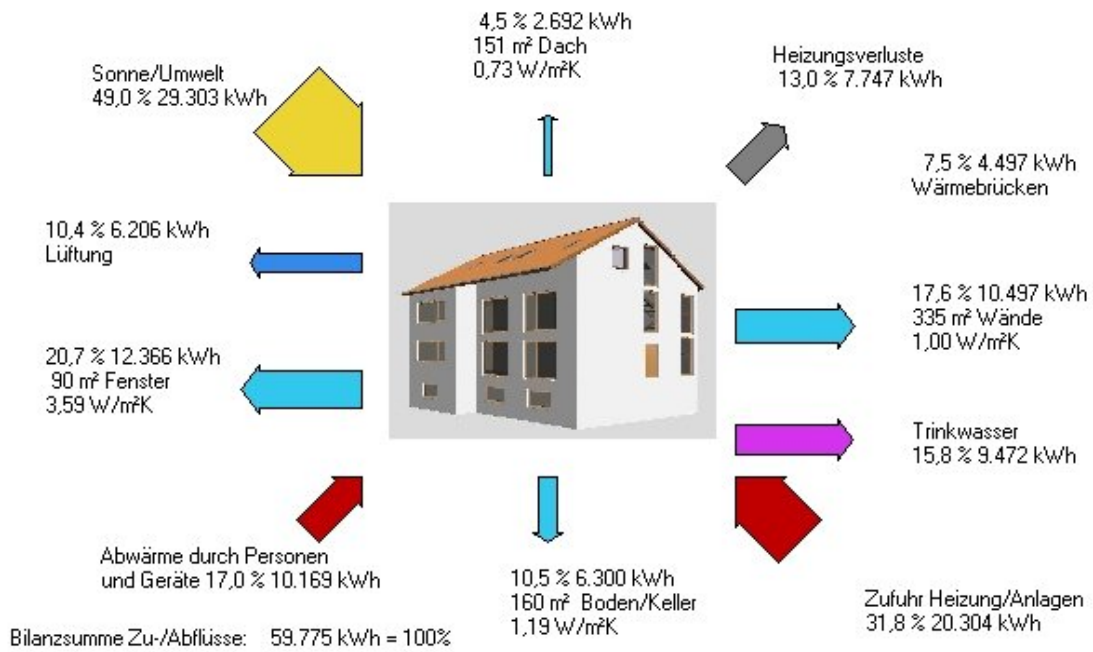 4,5 % 2.692 kWh
151 m² Dach
0,73 W/m²K
Sonne/Umwelt
49,0 % 29.303 kWh
Heizungsverluste
13,0 % 7.747 kWh
7,5 % 4.497 kWh
Wärmebrücken
10,4 % 6.206 kWh
Lüftung
17,6 % 10.497 kWh
335 m² Wände
1,00 W/m²K
20,7 % 12.366 kWh
90 m² Fenster
3,59 W/m²K
Trinkwasser
15,8 % 9.472 kWh
Abwärme durch Personen
und Geräte 17,0 % 10.169 kWh
10,5 % 6.300 kWh
160 m² Boden/Keller
1,19 W/m²K
Zufuhr Heizung/Anlagen
31,8 % 20.304 kWh
Bilanzsumme Zu-/Abflüsse: 59.775 kWh = 100%